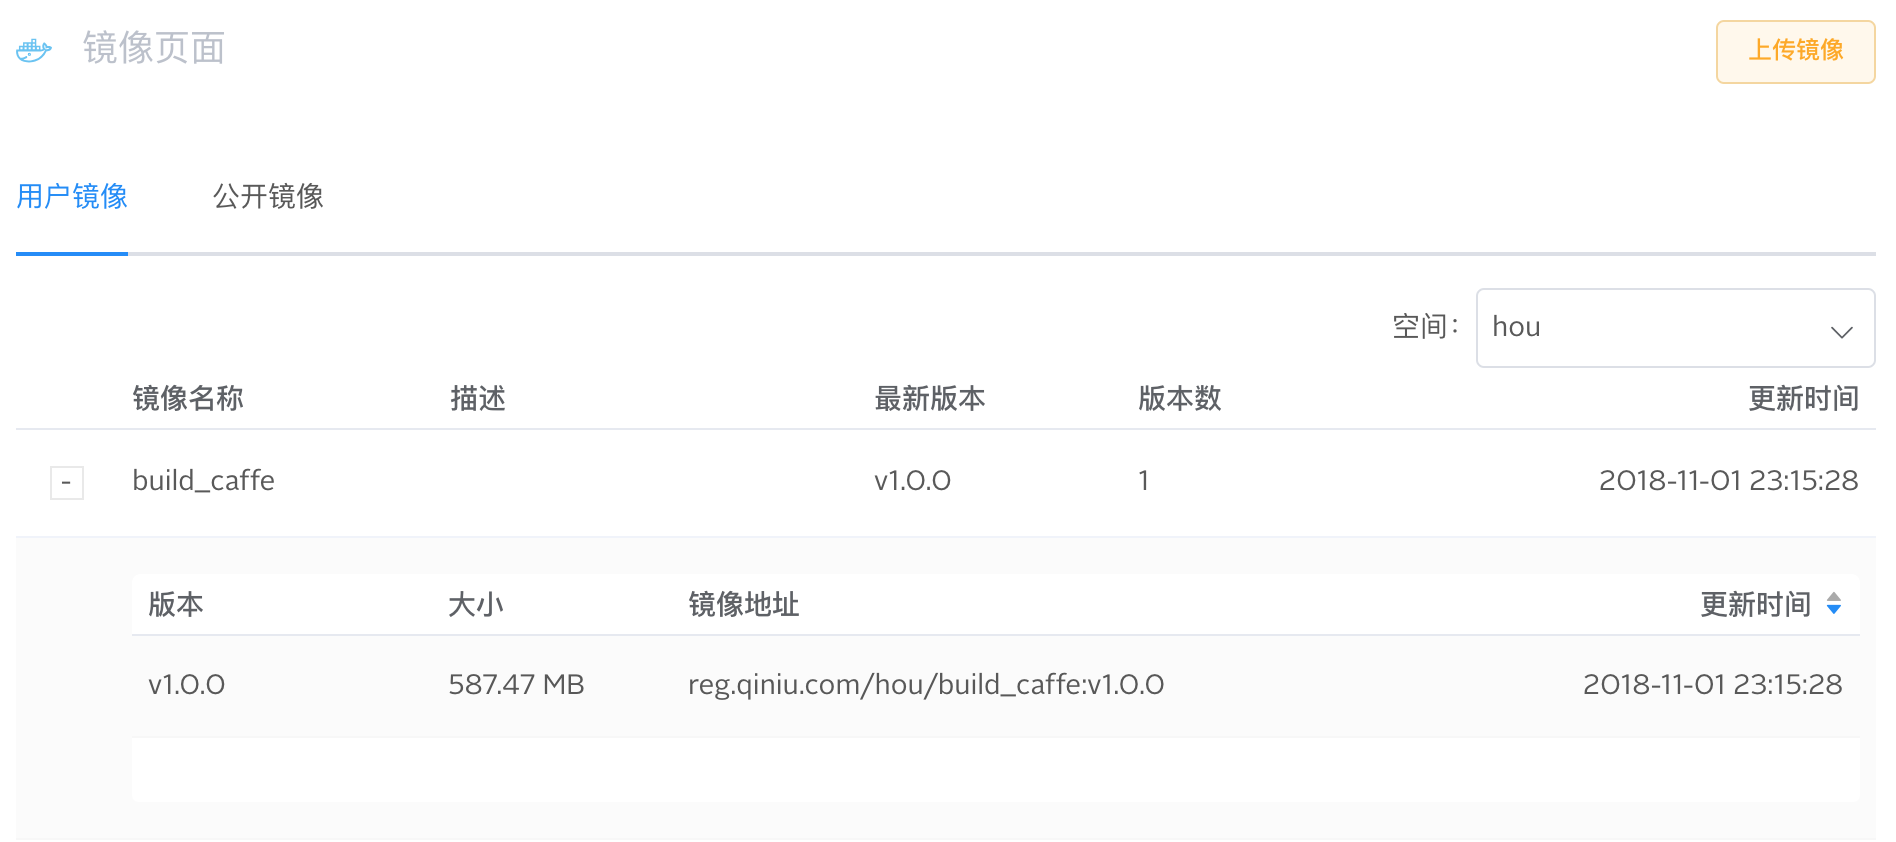 镜像页面
上传镜像
用户镜像 公开镜像
空间: hou
镜像名称 描述 最新版本 版本数 更新时间
- build_caffe v1.0.0 1 2018-11-01 23:15:28
版本 大小 镜像地址 更新时间
v1.0.0 587.47 MB reg.qiniu.com/hou/build_caffe:v1.0.0 2018-11-01 23:15:28